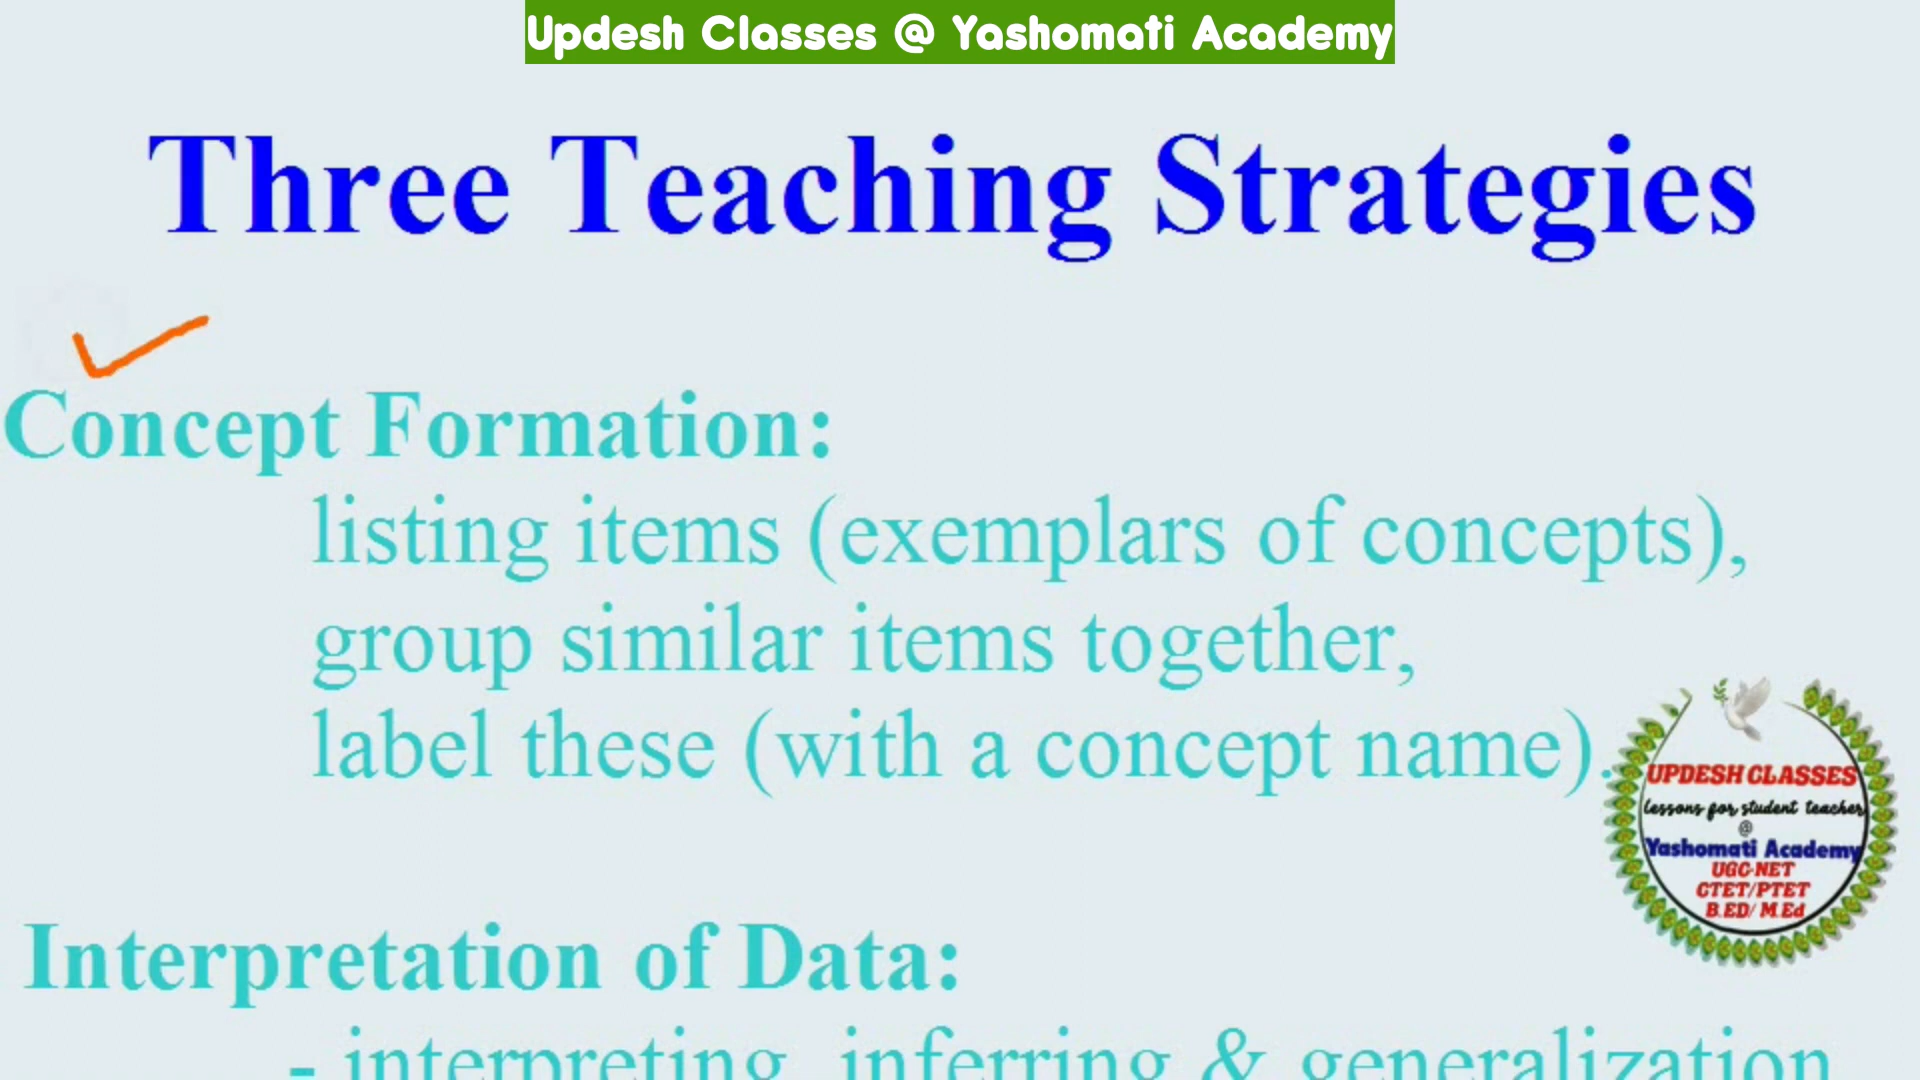 Updesh Classes @ Yashomati Academy
Three Teaching Strategies
Concept Formation:
listing items (exemplars of concepts),
group similar items together,
label these (with a concept name).
UPDESH CLASSES
Lessons for student teacher
@
Yashomati Academy
UGC-NET
CTET/PTET
B.ED/ M.Ed
Interpretation of Data:
- interpreting, inferring & generalization